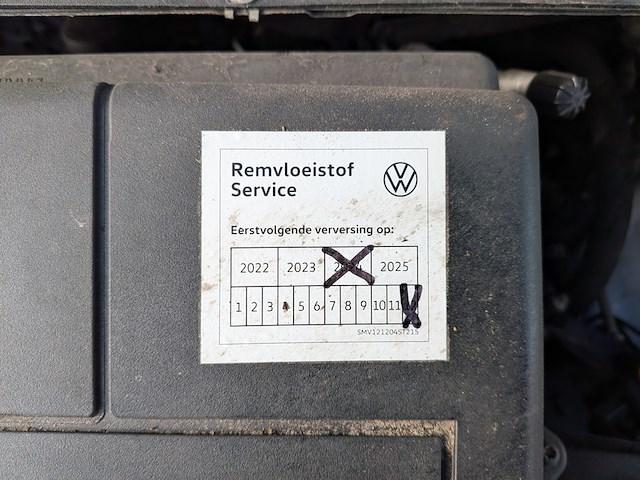 Remvloeistof
Service
Eerstvolgende verversing op:
2022 2023 2025
1 2 3 4 5 6 7 8 9 10 11
SMV121204ST215